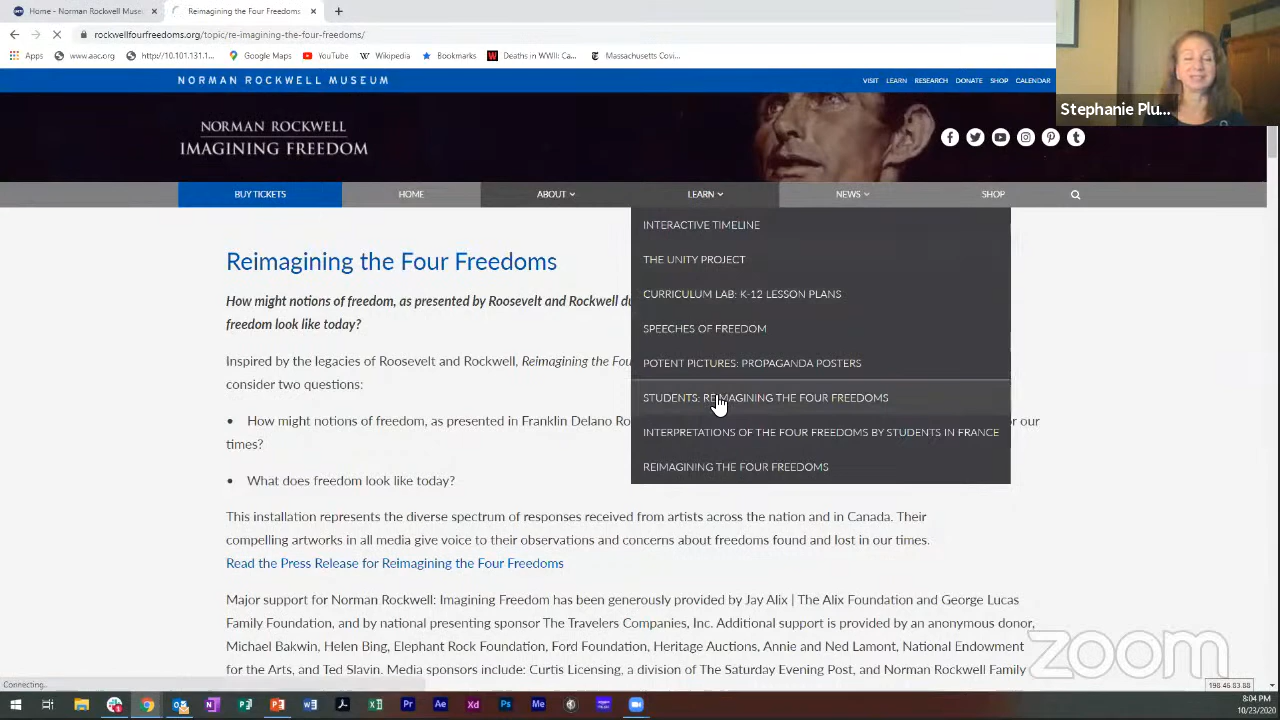 Home - Norman Rockwell Muse
Reimagining the Four Freedoms
rockwellfourfreedoms.org/topic/re-imagining-the-four-freedoms/
Apps
www.aac.org
http://10.101.131.1...
Google Maps
YouTube
Wikipedia
Bookmarks
Deaths in WWII: Ca...
Massachusetts Covi...
NORMAN ROCKWELL MUSEUM
VISIT LEARN RESEARCH DONATE SHOP CALENDAR
Stephanie Plu...
NORMAN ROCKWELL
IMAGINING FREEDOM
BUY TICKETS
HOME
ABOUT
LEARN
NEWS
SHOP
INTERACTIVE TIMELINE
THE UNITY PROJECT
CURRICULUM LAB: K-12 LESSON PLANS
SPEECHES OF FREEDOM
POTENT PICTURES: PROPAGANDA POSTERS
STUDENTS: REIMAGINING THE FOUR FREEDOMS
INTERPRETATIONS OF THE FOUR FREEDOMS BY STUDENTS IN FRANCE
REIMAGINING THE FOUR FREEDOMS
Reimagining the Four Freedoms
How might notions of freedom, as presented by Roosevelt and Rockwell du
freedom look like today?
Inspired by the legacies of Roosevelt and Rockwell, Reimagining the Fou
consider two questions:
• How might notions of freedom, as presented in Franklin Delano Ro
or our
times?
• What does freedom look like today?
This installation represents the diverse spectrum of responses received from artists across the nation and in Canada. Their
compelling artworks in all media give voice to their observations and concerns about freedoms found and lost in our times.
Read the Press Release for Reimagining the Four Freedoms
Major support for Norman Rockwell: Imagining Freedom has been generously provided by Jay Alix | The Alix Foundation and George Lucas
Family Foundation, and by national presenting sponsor The Travelers Companies, Inc. Additional support is provided by an anonymous donor,
Michael Bakwin, Helen Bing, Elephant Rock Foundation, Ford Foundation, Heritage Auctions, Annie and Ned Lamont, National Endowment
for the Arts, and Ted Slavin. Media sponsors include: Curtis Licensing, a division of The Saturday Evening Post, and Norman Rockwell Family
zoom
Connecting...
198.46.83.88
8:04 PM
10/23/2020